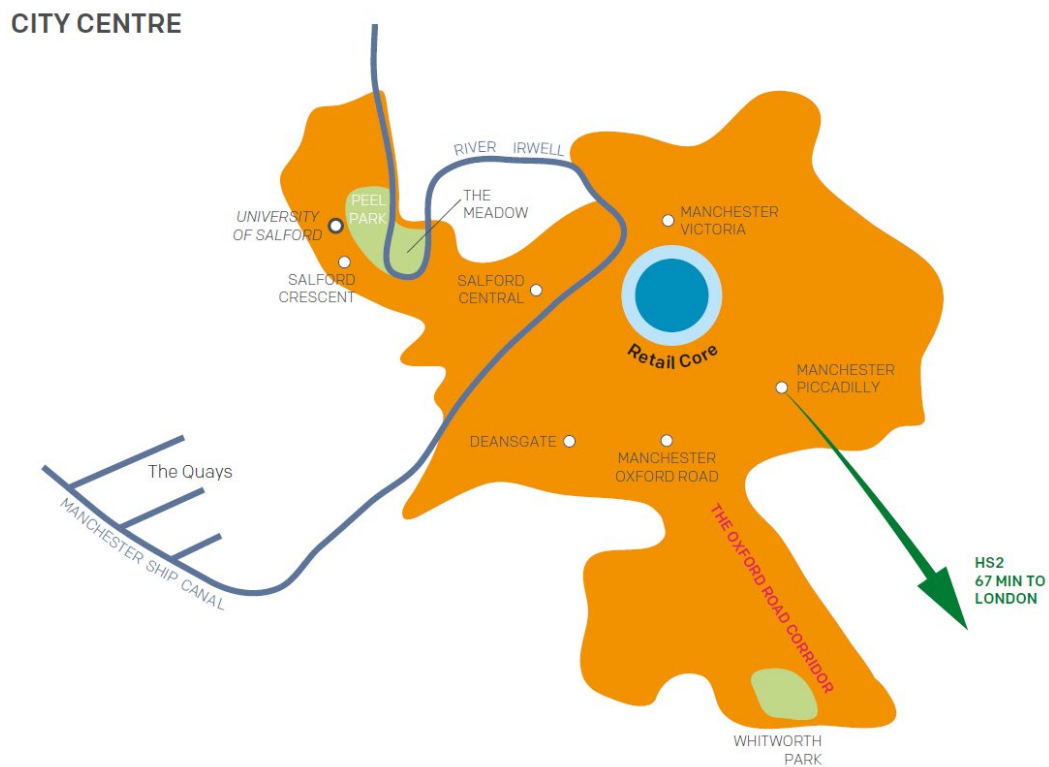 CITY CENTRE
RIVER IRWELL
PEEL
PARK
THE
MEADOW
UNIVERSITY
OF SALFORD
MANCHESTER
VICTORIA
SALFORD
CRESCENT
SALFORD
CENTRAL
Retail Core
MANCHESTER
PICCADILLY
DEANSGATE
MANCHESTER
OXFORD ROAD
The Quays
MANCHESTER SHIP CANAL
THE OXFORD ROAD CORRIDOR
HS2
67 MIN TO
LONDON
WHITWORTH
PARK